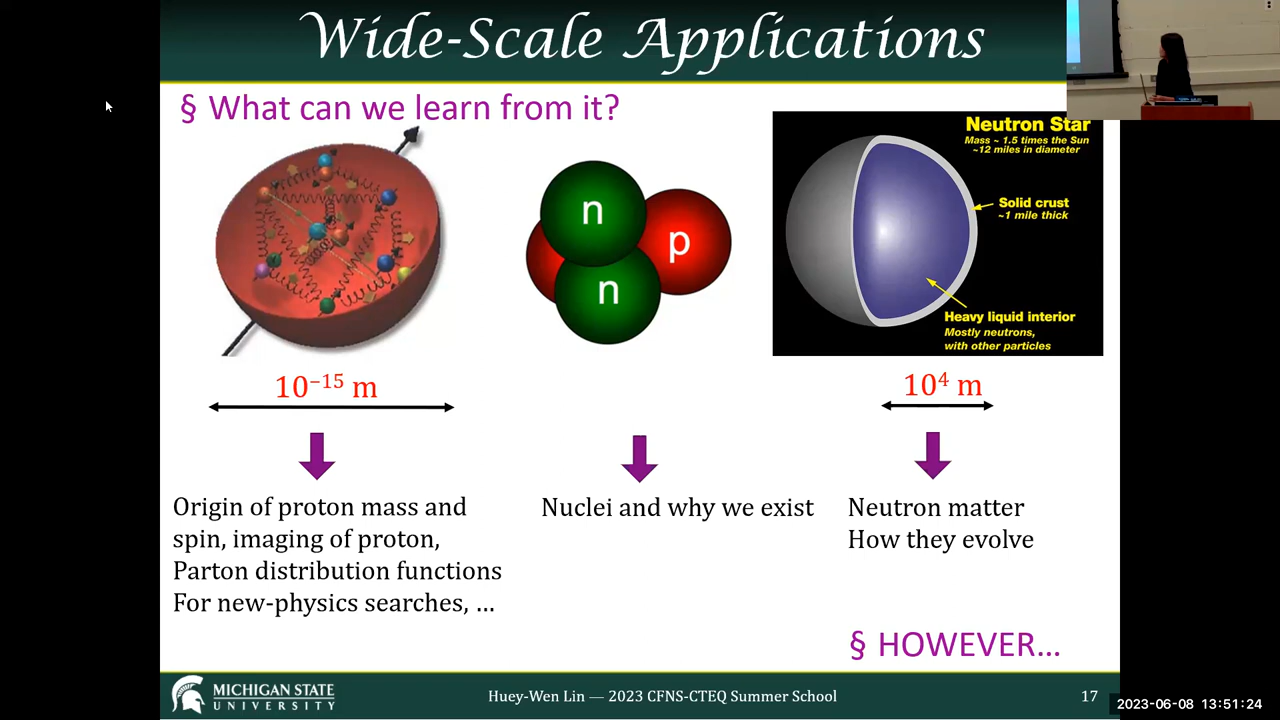 Wide-Scale Applications
§ What can we learn from it?
n
p
n
Neutron Star
Mass ~ 1.5 times the Sun
~12 miles in diameter
Solid crust
~1 mile thick
Heavy liquid interior
Mostly neutrons,
with other particles
10⁻¹⁵ m
10⁴ m
Origin of proton mass and
spin, imaging of proton,
Parton distribution functions
For new-physics searches, …
Nuclei and why we exist
Neutron matter
How they evolve
§ HOWEVER…
MICHIGAN STATE
UNIVERSITY
Huey-Wen Lin — 2023 CFNS-CTEQ Summer School
17
2023-06-08 13:51:24